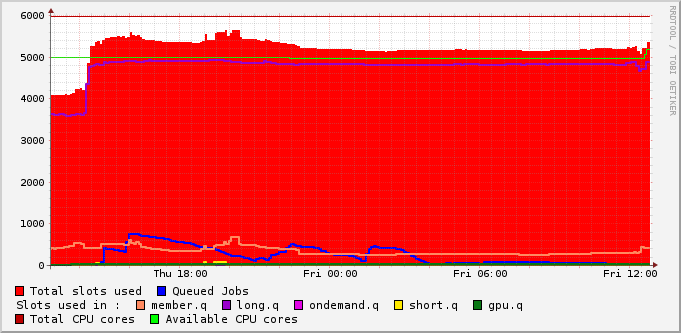 6000
5000
4000
3000
2000
1000
0
Thu 18:00 Fri 00:00 Fri 06:00 Fri 12:00
RRDTOOL / TOBI OETIKER
Total slots used Queued Jobs
Slots used in : member.q long.q ondemand.q short.q gpu.q
Total CPU cores Available CPU cores